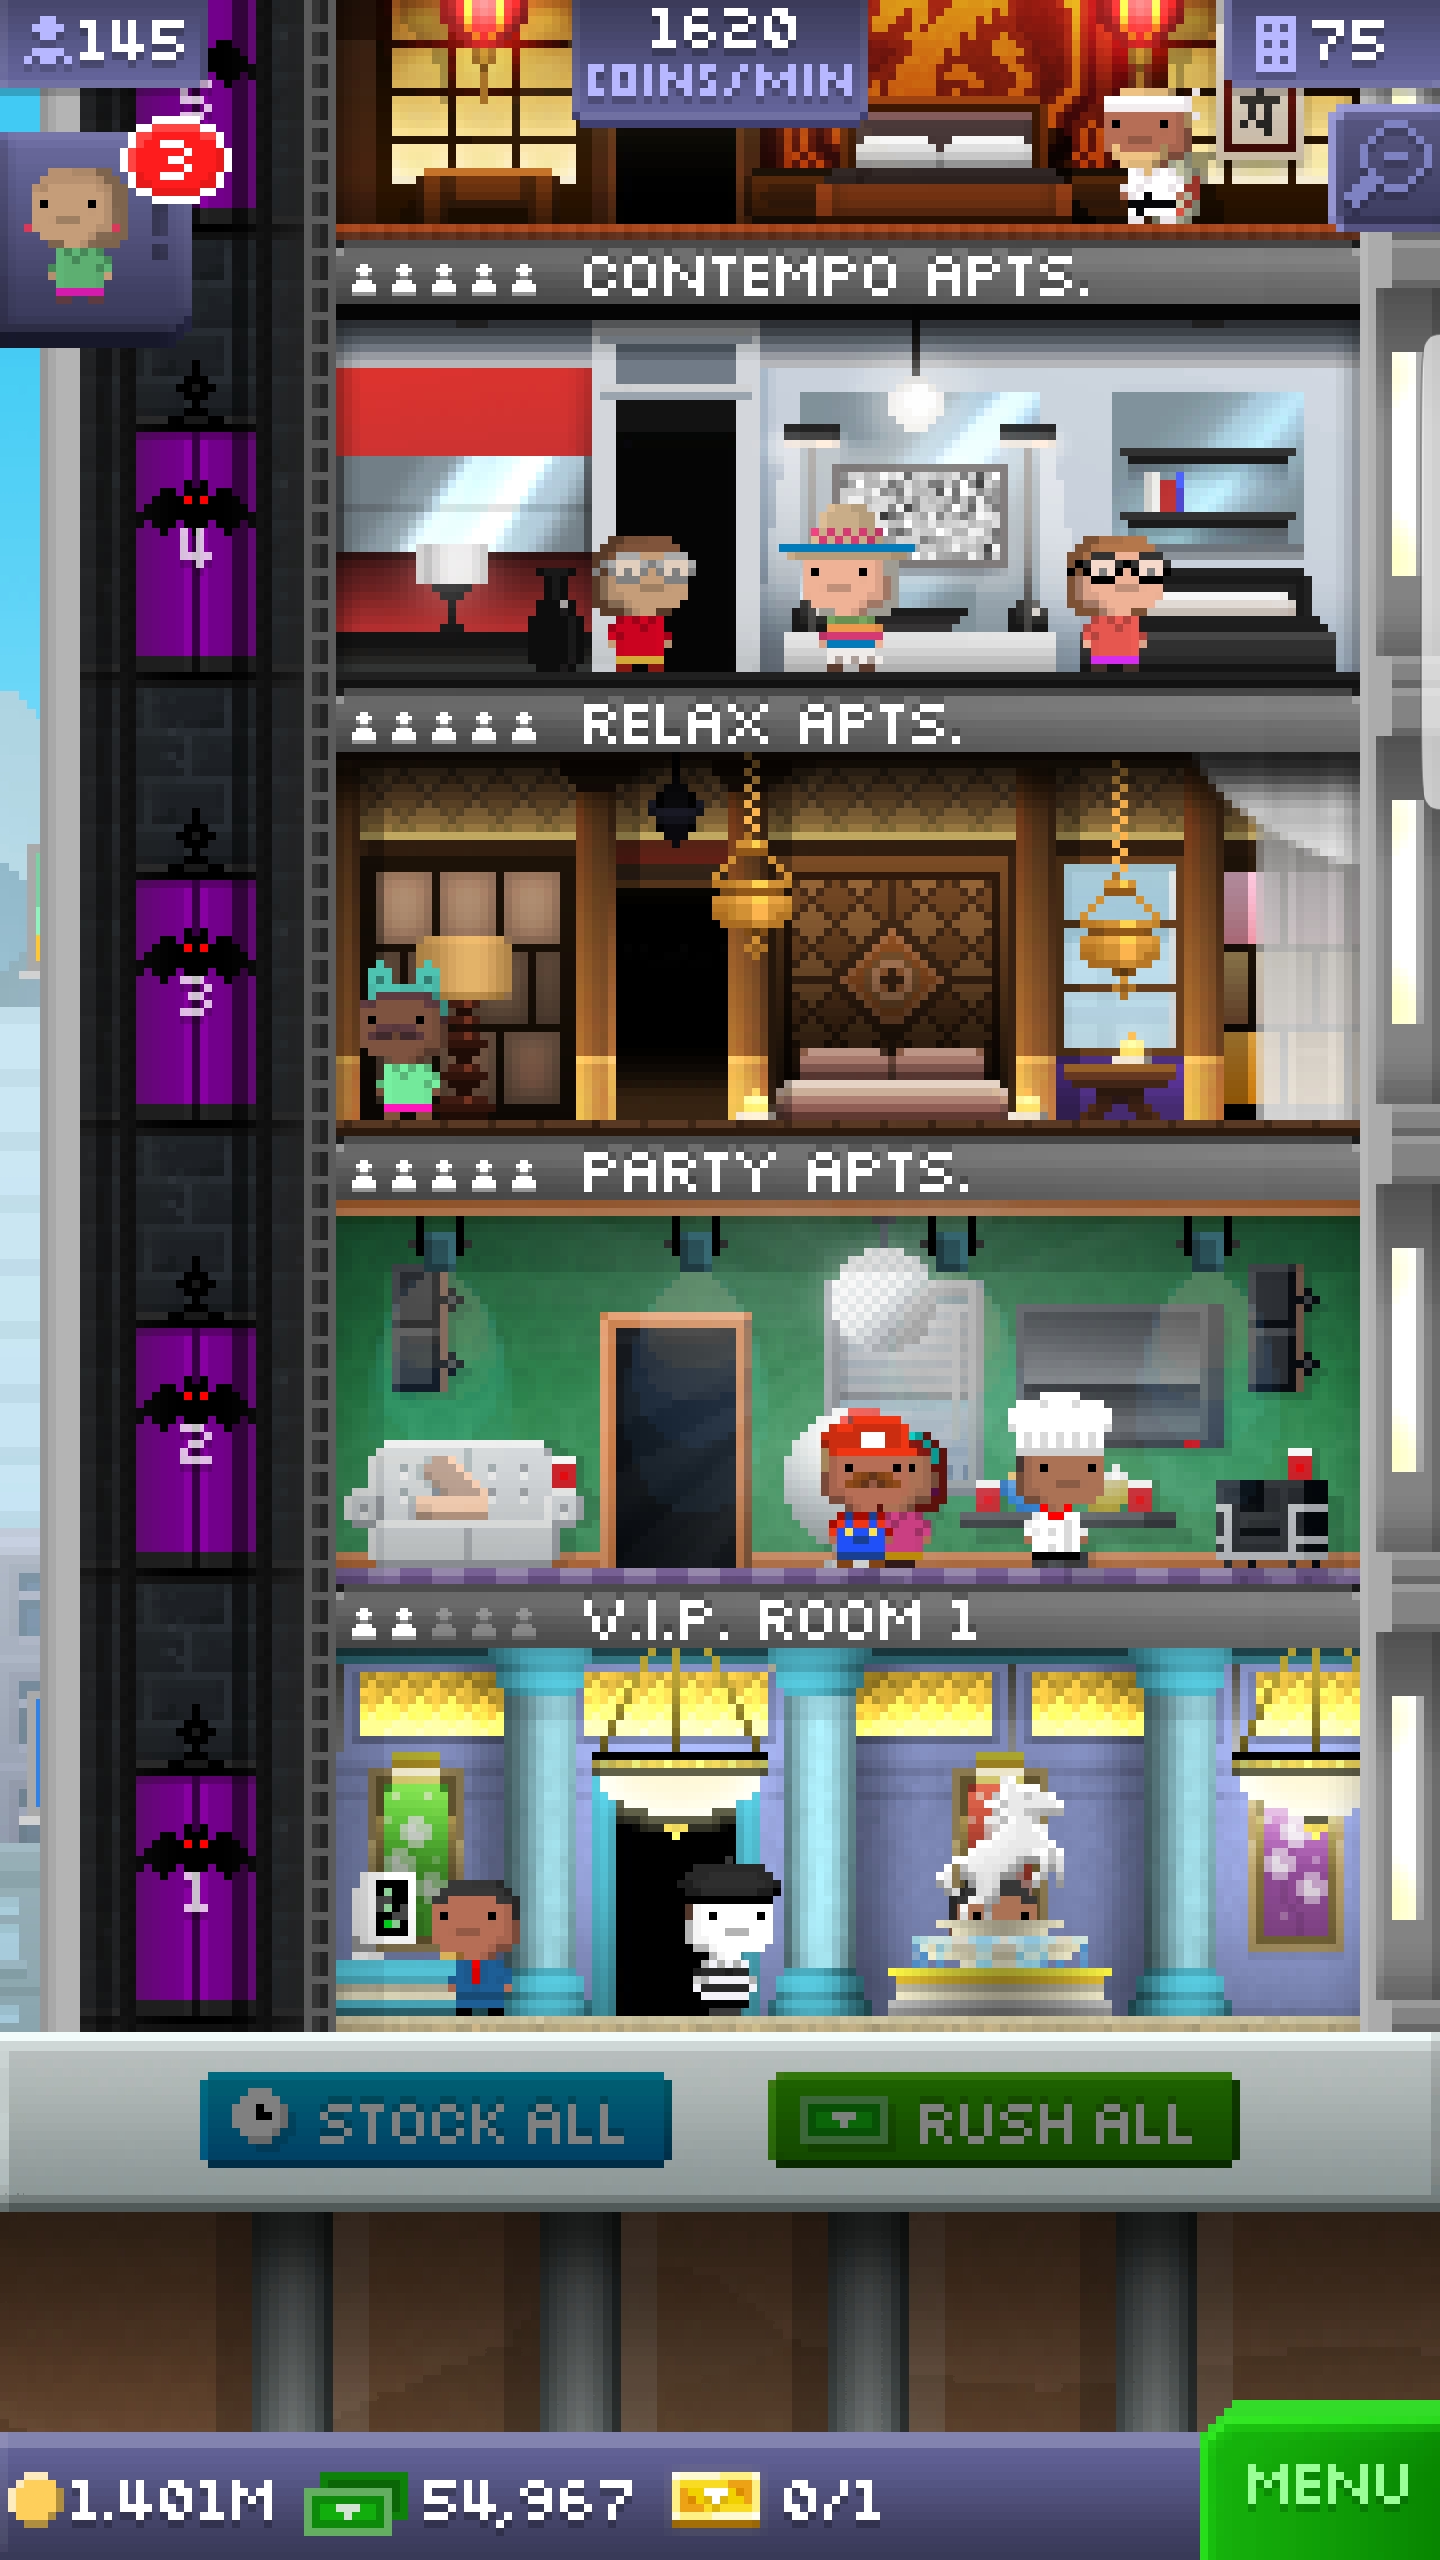 145
1620
COINS/MIN
75
5
3
CONTEMPO APTS.
4
RELAX APTS.
3
PARTY APTS.
2
V.I.P. ROOM 1
1
STOCK ALL
RUSH ALL
1.401M
54,967
0/1
MENU